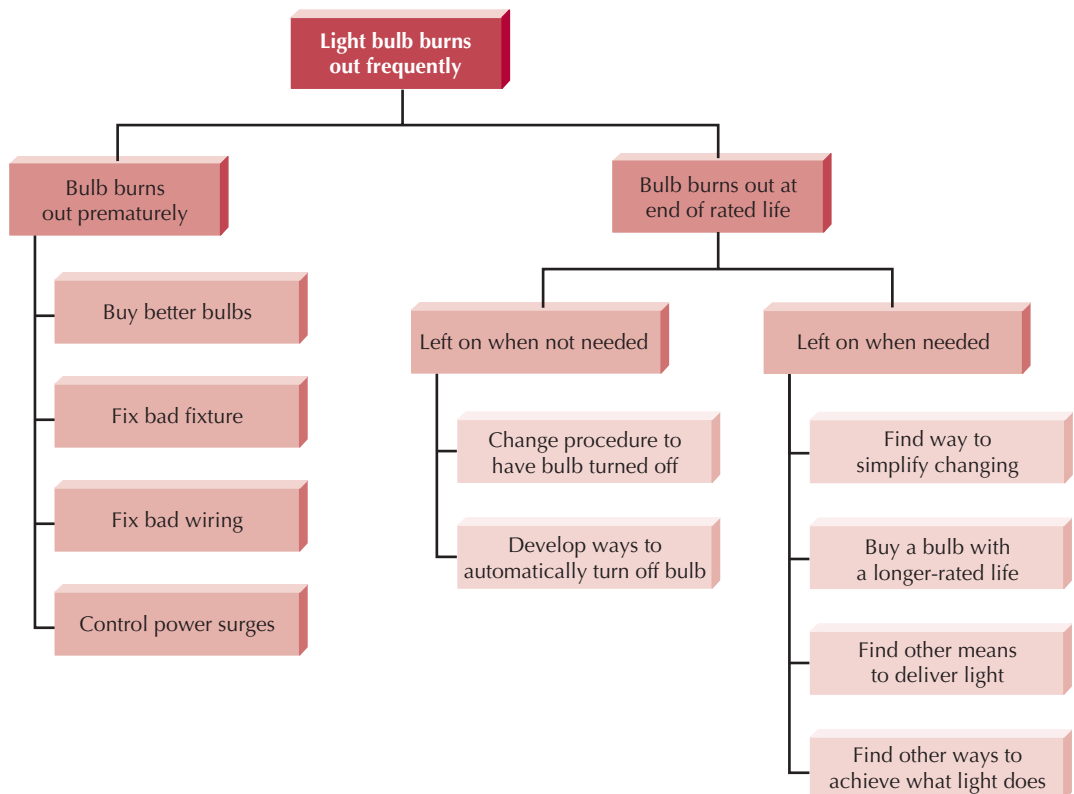 Light bulb burns
out frequently
Bulb burns
out prematurely
Buy better bulbs
Fix bad fixture
Fix bad wiring
Control power surges
Bulb burns out at
end of rated life
Left on when not needed
Change procedure to
have bulb turned off
Develop ways to
automatically turn off bulb
Left on when needed
Find way to
simplify changing
Buy a bulb with
a longer-rated life
Find other means
to deliver light
Find other ways to
achieve what light does